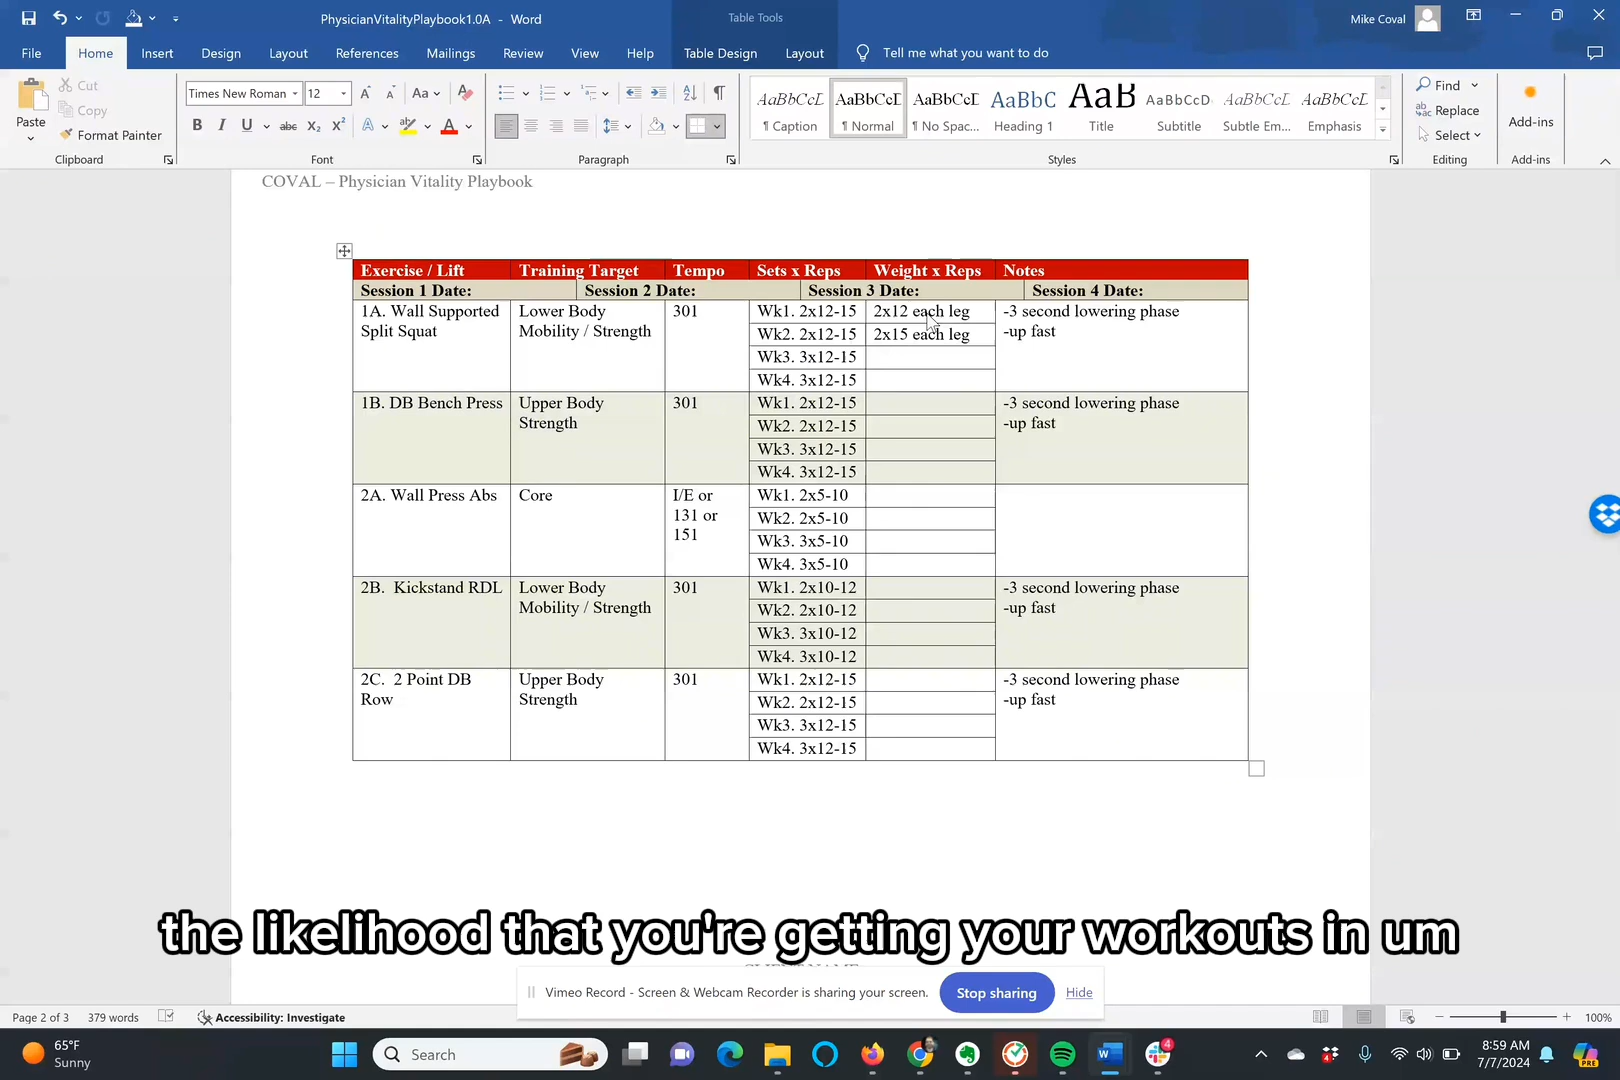 PhysicianVitalityPlaybook1.0A - Word
Table Tools
Mike Coval
File Home Insert Design Layout References Mailings Review View Help Table Design Layout Tell me what you want to do
Paste
Cut
Copy
Format Painter
Clipboard
Times New Roman 12
Font
Paragraph
AaBbCcI AaBbCcI AaBbCcI AaBbC AaB AaBbCcD AaBbCcI AaBbCcI
¶ Caption ¶ Normal ¶ No Spac... Heading 1 Title Subtitle Subtle Em... Emphasis
Styles
Find
Replace
Select
Editing
Add-ins
Add-ins
COVAL – Physician Vitality Playbook
Exercise / Lift Training Target Tempo Sets x Reps Weight x Reps Notes
Session 1 Date: Session 2 Date: Session 3 Date: Session 4 Date:
1A. Wall Supported Lower Body 301 Wk1. 2x12-15 2x12 each leg -3 second lowering phase
Split Squat Mobility / Strength Wk2. 2x12-15 2x15 each leg -up fast
Wk3. 3x12-15
Wk4. 3x12-15
1B. DB Bench Press Upper Body 301 Wk1. 2x12-15 -3 second lowering phase
Strength Wk2. 2x12-15 -up fast
Wk3. 3x12-15
Wk4. 3x12-15
2A. Wall Press Abs Core I/E or Wk1. 2x5-10
131 or Wk2. 2x5-10
151 Wk3. 3x5-10
Wk4. 3x5-10
2B. Kickstand RDL Lower Body 301 Wk1. 2x10-12 -3 second lowering phase
Mobility / Strength Wk2. 2x10-12 -up fast
Wk3. 3x10-12
Wk4. 3x10-12
2C. 2 Point DB Upper Body 301 Wk1. 2x12-15 -3 second lowering phase
Row Strength Wk2. 2x12-15 -up fast
Wk3. 3x12-15
Wk4. 3x12-15
the likelihood that you're getting your workouts in um
Vimeo Record - Screen & Webcam Recorder is sharing your screen. Stop sharing Hide
Page 2 of 3 379 words Accessibility: Investigate 100%
65°F
Sunny
Search
4
8:59 AM
7/7/2024
PRE